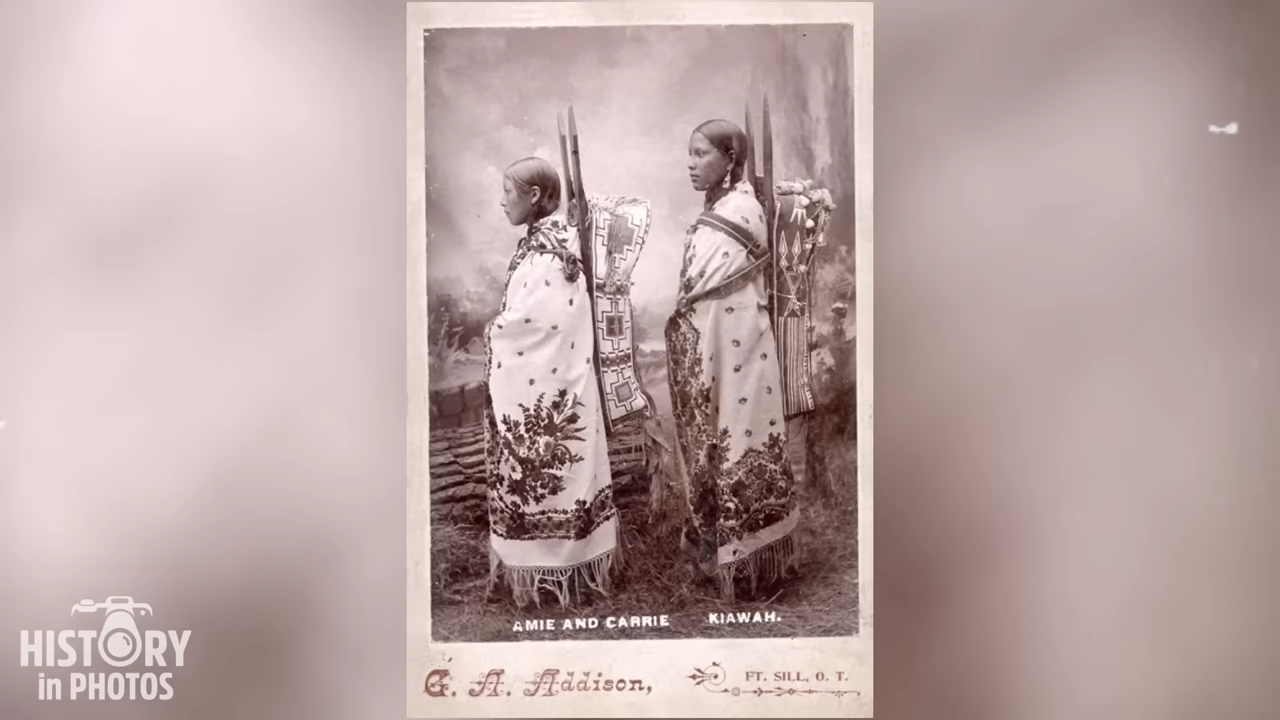 AMIE AND CARRIE KIAWAH.
G. A. Addison, FT. SILL, O. T.
HISTORY
in PHOTOS